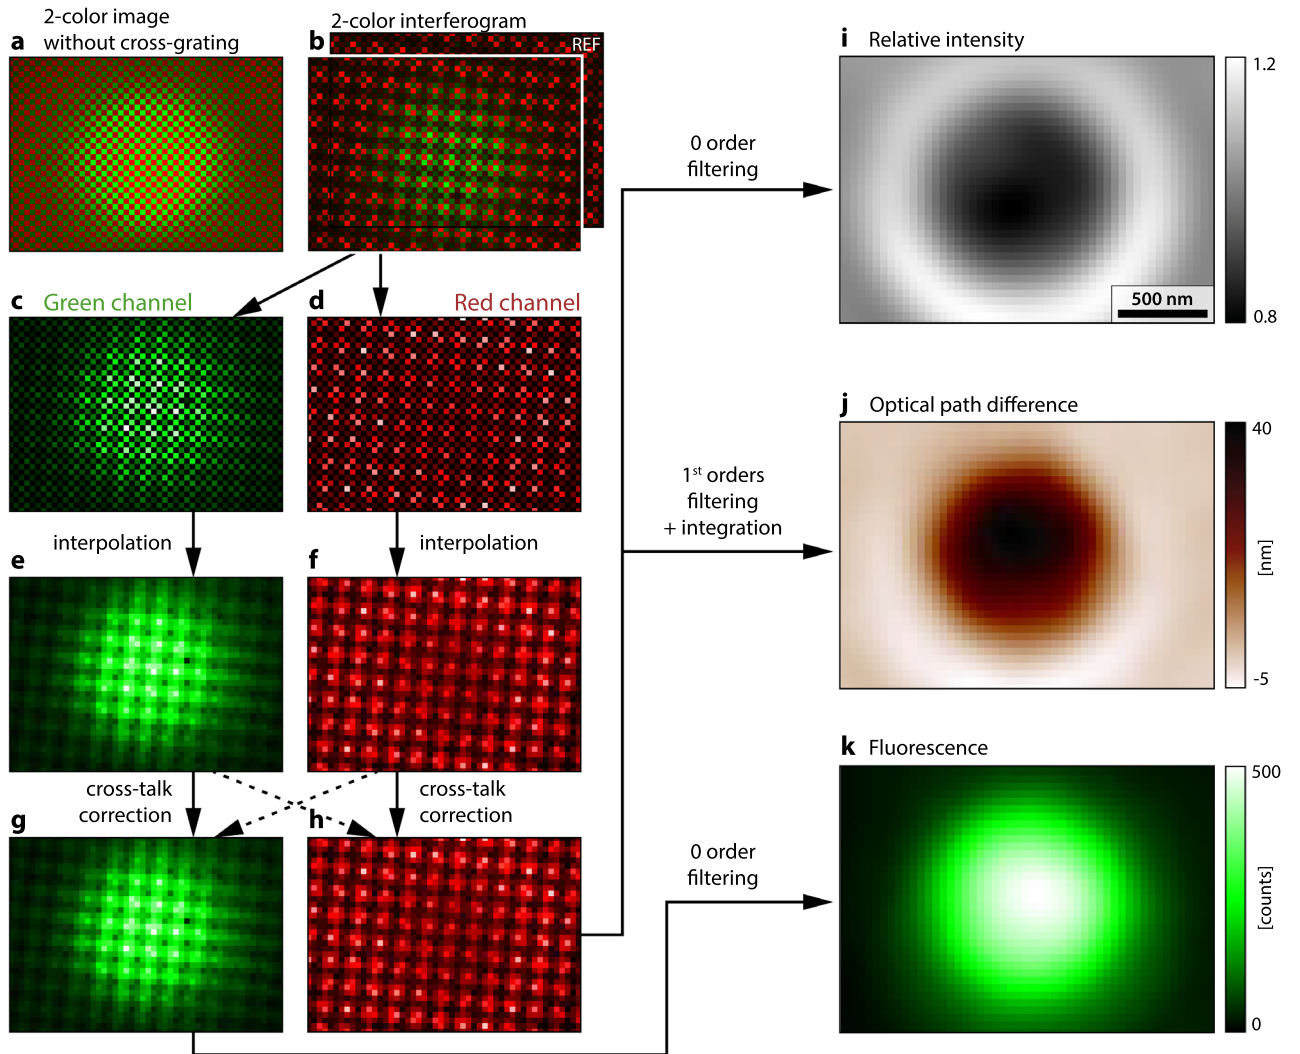 2-color image
a without cross-grating
b 2-color interferogram
REF
c Green channel
d Red channel
interpolation
interpolation
e
f
cross-talk
correction
cross-talk
correction
g
h
0 order
filtering
1st orders
filtering
+ integration
0 order
filtering
i Relative intensity
1.2
500 nm
0.8
j Optical path difference
40
[nm]
-5
k Fluorescence
500
[counts]
0